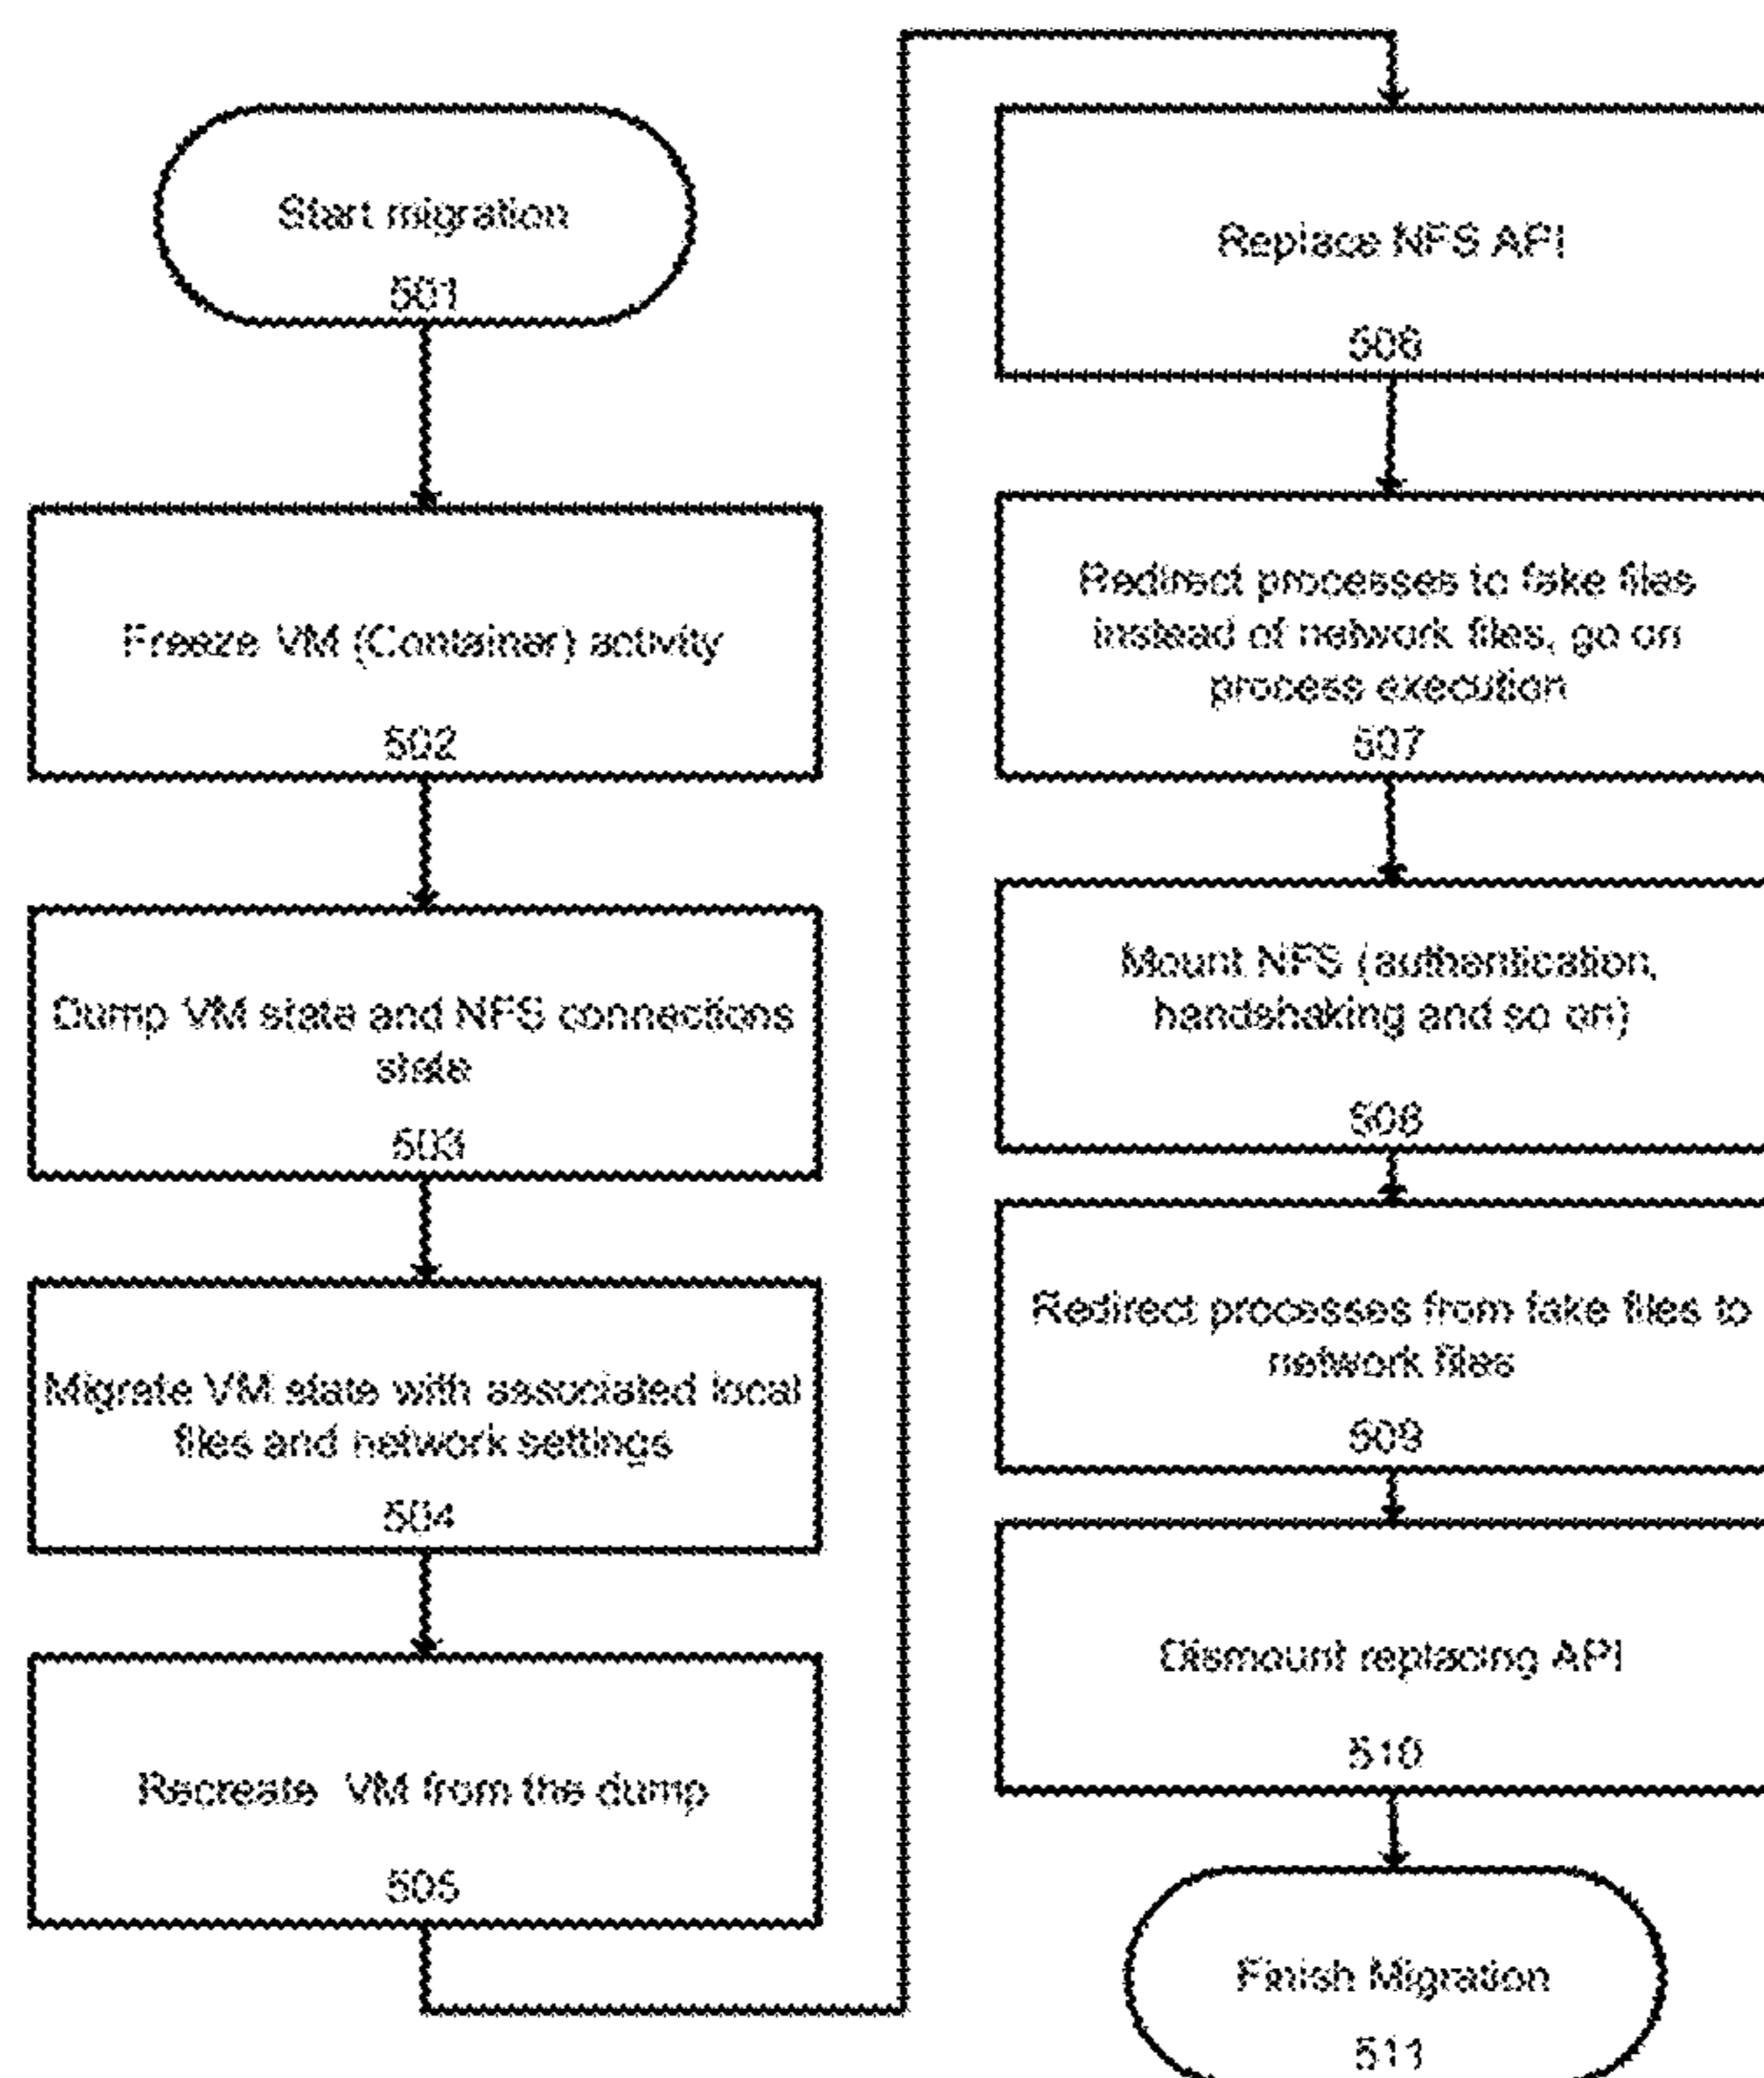 Start migration
501
Freeze VM (Container) activity
502
Dump VM state and NFS connections
state
503
Migrate VM state with associated local
files and network settings
504
Recreate VM from the dump
505
Replace NFS API
506
Redirect processes to fake files
instead of network files, go on
process execution
507
Mount NFS (authentication,
handshaking and so on)
508
Redirect processes from fake files to
network files
509
Dismount replacing API
510
Finish Migration
511